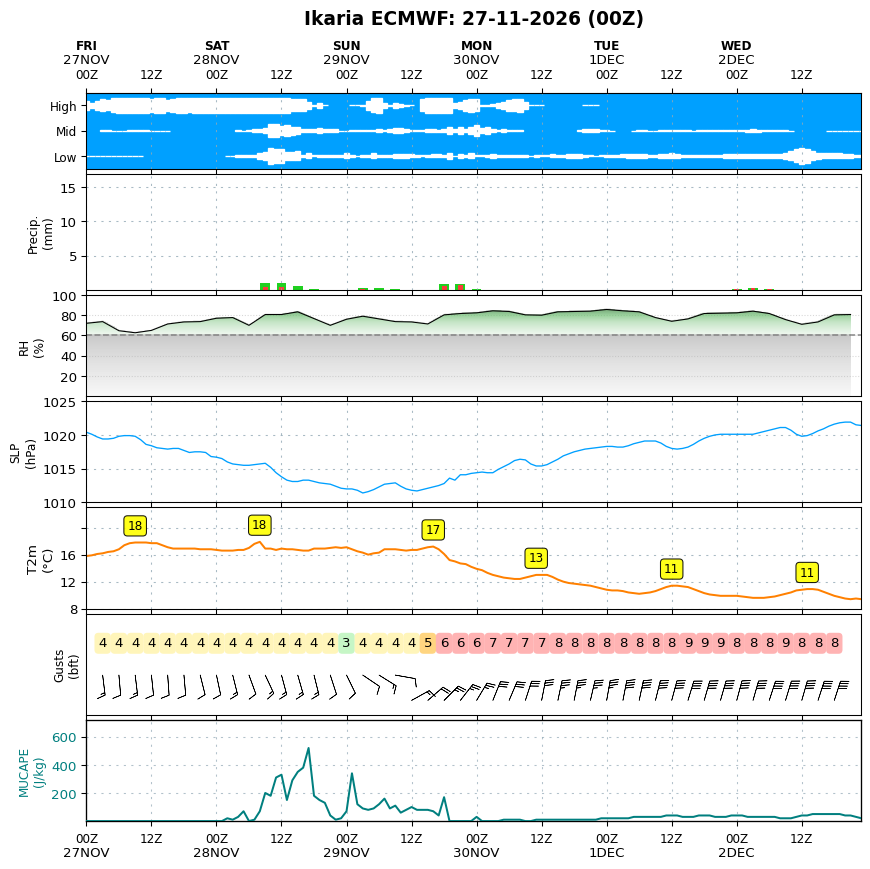 Ikaria ECMWF: 27-11-2026 (00Z)
FRI SAT SUN MON TUE WED
27NOV 28NOV 29NOV 30NOV 1DEC 2DEC
00Z 12Z 00Z 12Z 00Z 12Z 00Z 12Z 00Z 12Z 00Z 12Z
High
Mid
Low
Precip.
(mm)
15
10
5
RH
(%)
100
80
60
40
20
SLP
(hPa)
1025
1020
1015
1010
T2m
(°C)
16
12
8
18 18 17 13 11 11
Gusts
(bft)
4 4 4 4 4 4 4 4 4 4 4 4 4 4 4 3 4 4 4 4 5 6 6 6 7 7 7 7 8 8 8 8 8 8 8 8 9 9 9 8 8 8 9 8 8 8
MUCAPE
(J/kg)
600
400
200
00Z 12Z 00Z 12Z 00Z 12Z 00Z 12Z 00Z 12Z 00Z 12Z
27NOV 28NOV 29NOV 30NOV 1DEC 2DEC